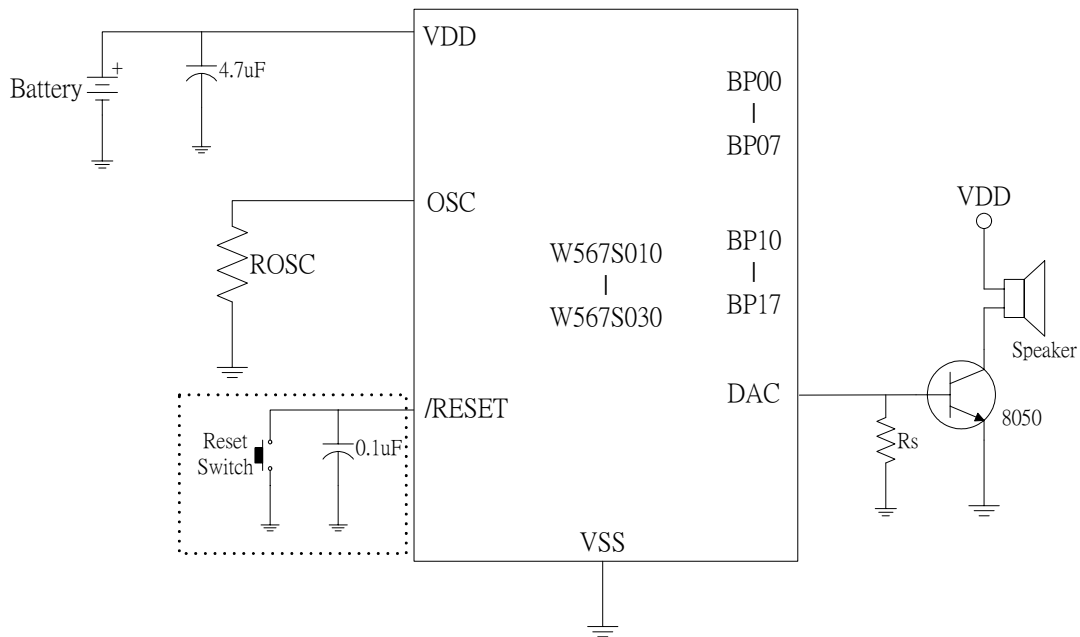 VDD
4.7uF
+
Battery
BP00
|
BP07
OSC
ROSC
VDD
W567S010
|
W567S030
BP10
|
BP17
Speaker
DAC
8050
/RESET
Reset
Switch
0.1uF
Rs
VSS